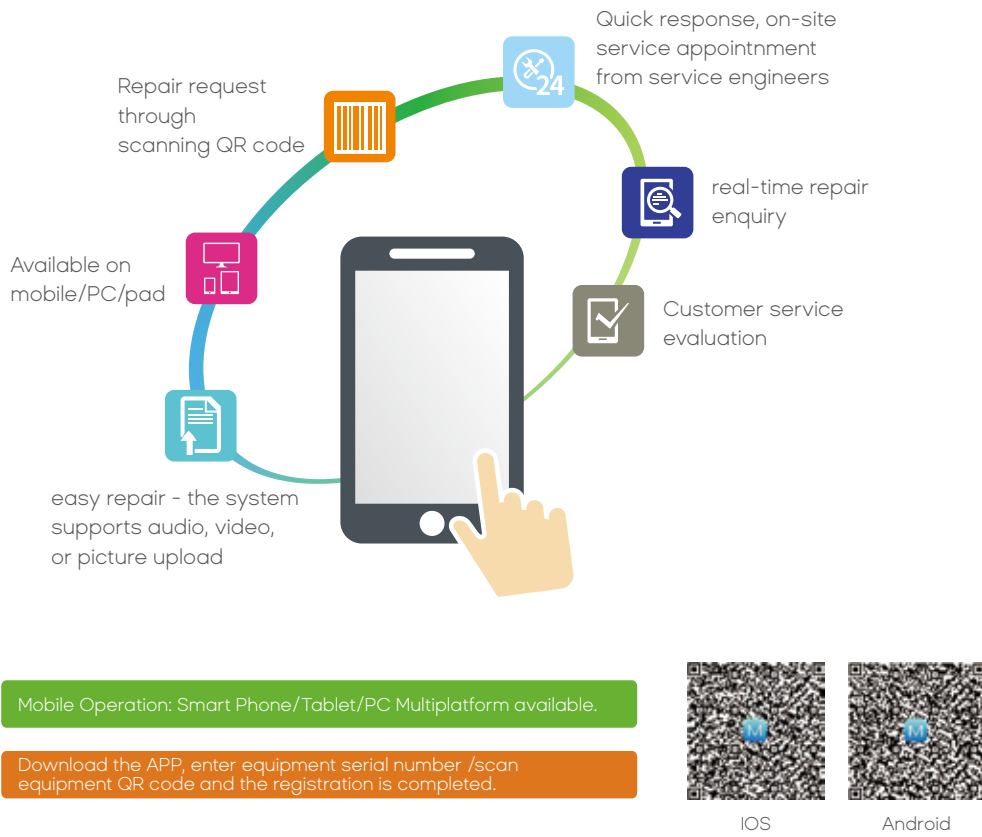 Quick response, on-site
service appointnment
from service engineers
24
Repair request
through
scanning QR code
real-time repair
enquiry
Available on
mobile/PC/pad
Customer service
evaluation
easy repair - the system
supports audio, video,
or picture upload
Mobile Operation: Smart Phone/Tablet/PC Multiplatform available.
Download the APP, enter equipment serial number /scan
equipment QR code and the registration is completed.
M
M
IOS
Android